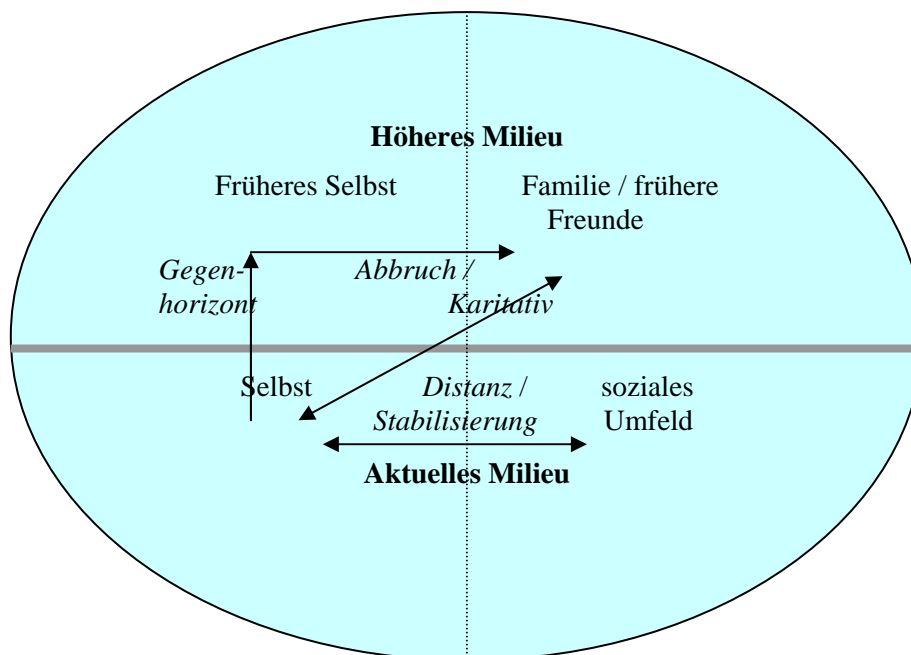 Höheres Milieu
Früheres Selbst
Familie / frühere
Freunde
Gegen-
horizont
Abbruch /
Karitativ
Selbst
Distanz /
Stabilisierung
soziales
Umfeld
Aktuelles Milieu